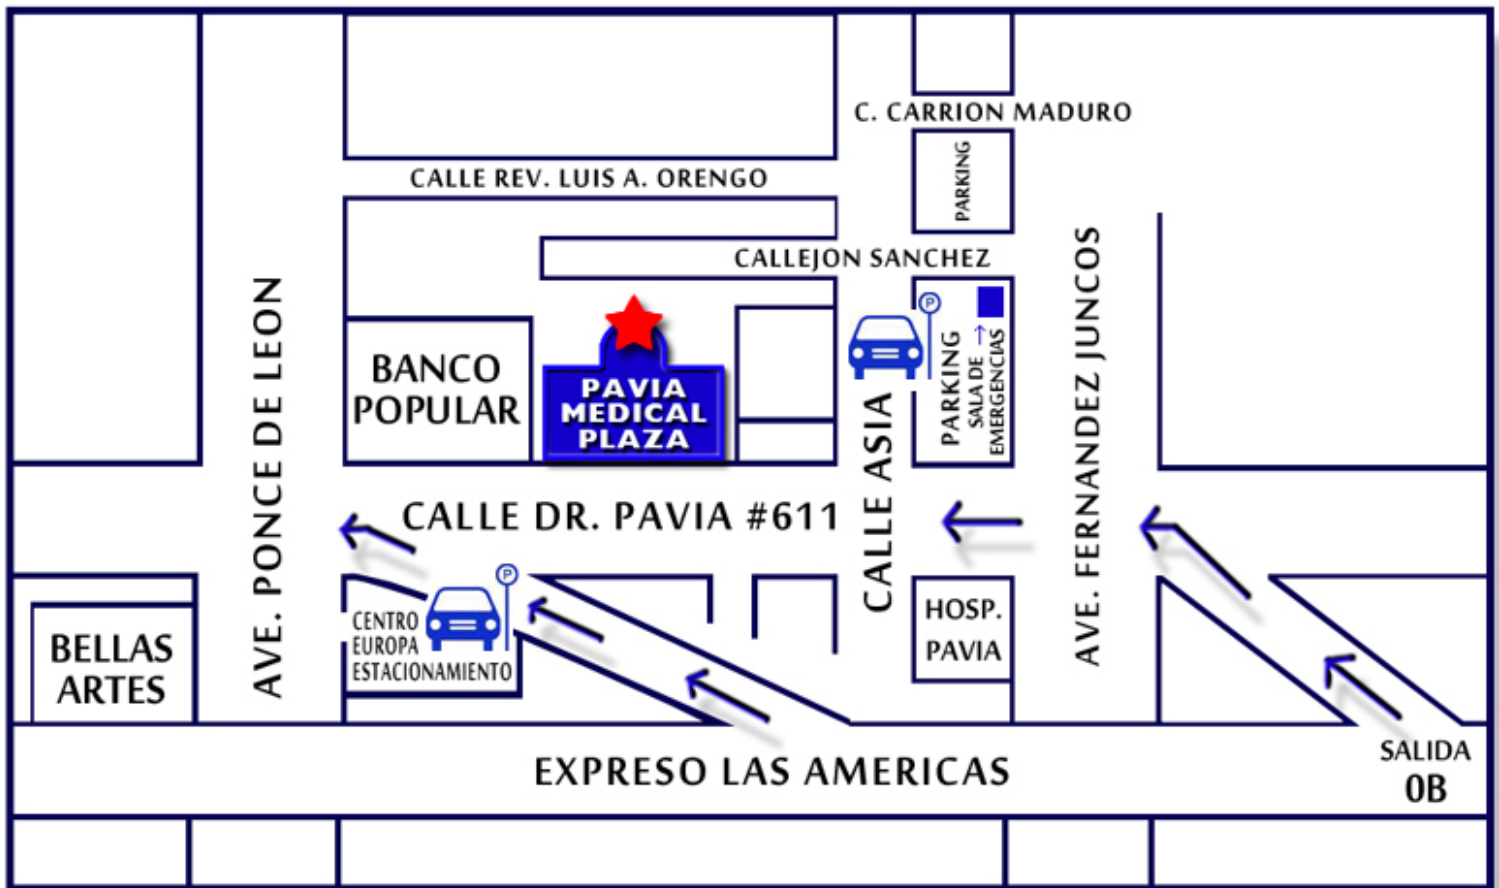 C. CARRION MADURO
PARKING
CALLE REV. LUIS A. ORENGO
CALLEJON SANCHEZ
AVE. PONCE DE LEON
BANCO
POPULAR
PAVIA
MEDICAL
PLAZA
P
PARKING
SALA DE →
EMERGENCIAS
CALLE ASIA
AVE. FERNANDEZ JUNCOS
CALLE DR. PAVIA #611
BELLAS
ARTES
P
CENTRO
EUROPA
ESTACIONAMIENTO
HOSP.
PAVIA
EXPRESO LAS AMERICAS
SALIDA
0B